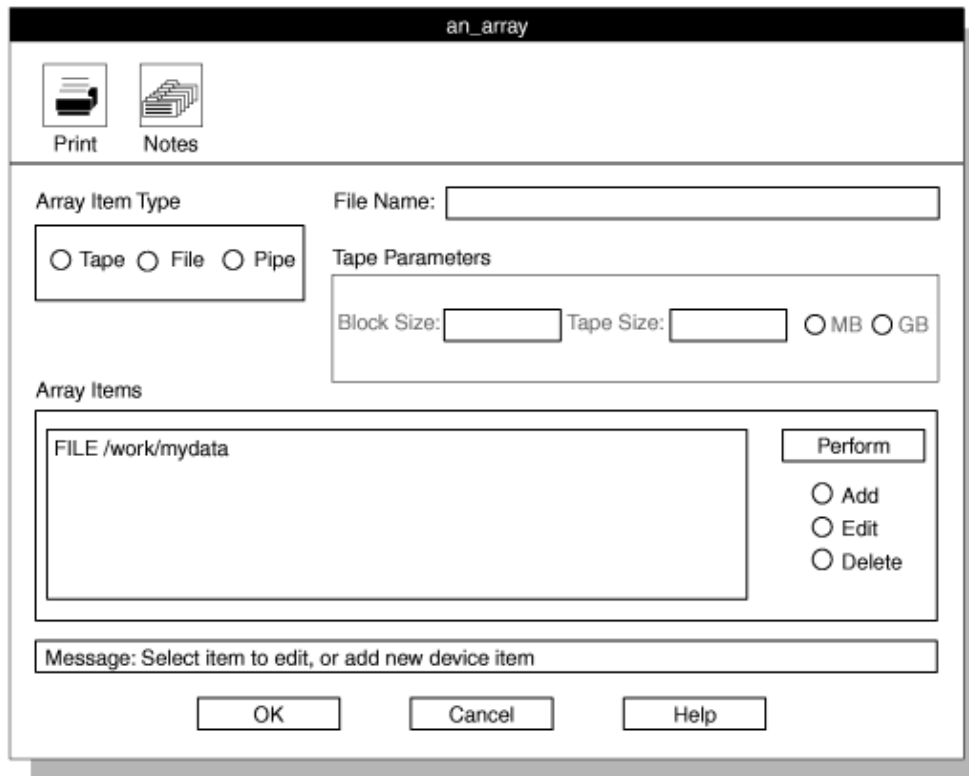 an_array
Print Notes
Array Item Type
File Name:
Tape File Pipe
Tape Parameters
Block Size: Tape Size: MB GB
Array Items
FILE /work/mydata
Perform
Add
Edit
Delete
Message: Select item to edit, or add new device item
OK Cancel Help